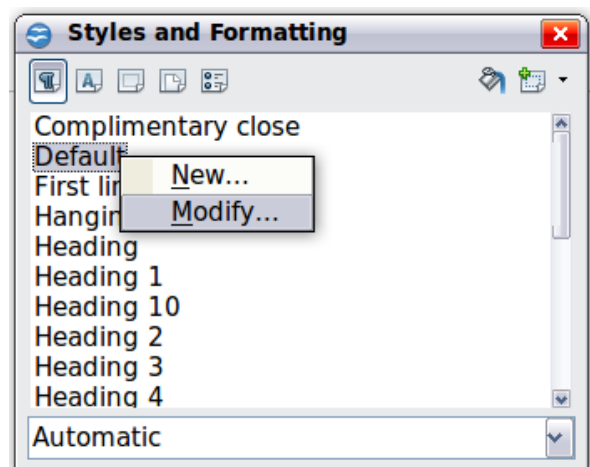 Styles and Formatting
Complimentary close
Default
New...
First lin
Modify...
Hangin
Heading
Heading 1
Heading 10
Heading 2
Heading 3
Heading 4
Automatic